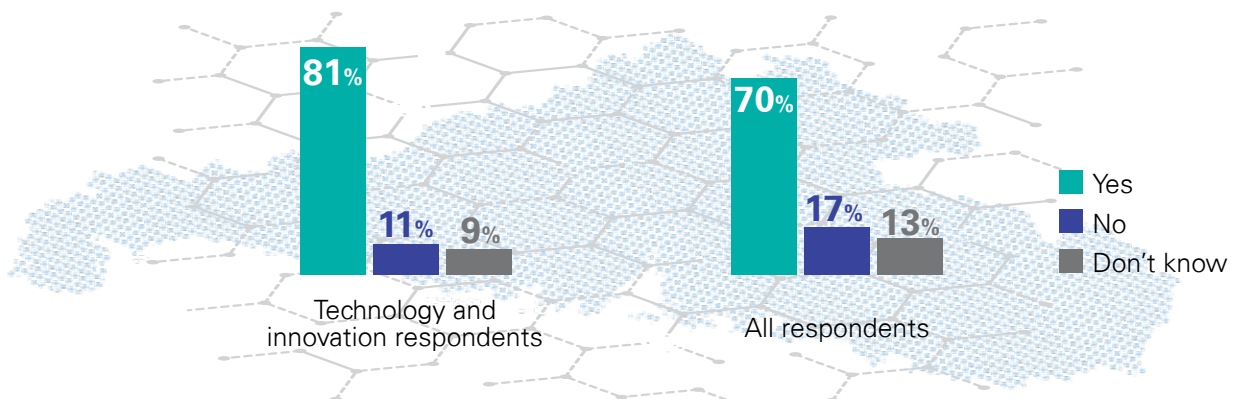 81%
11%
9%
Technology and
innovation respondents
70%
17%
13%
All respondents
Yes
No
Don't know